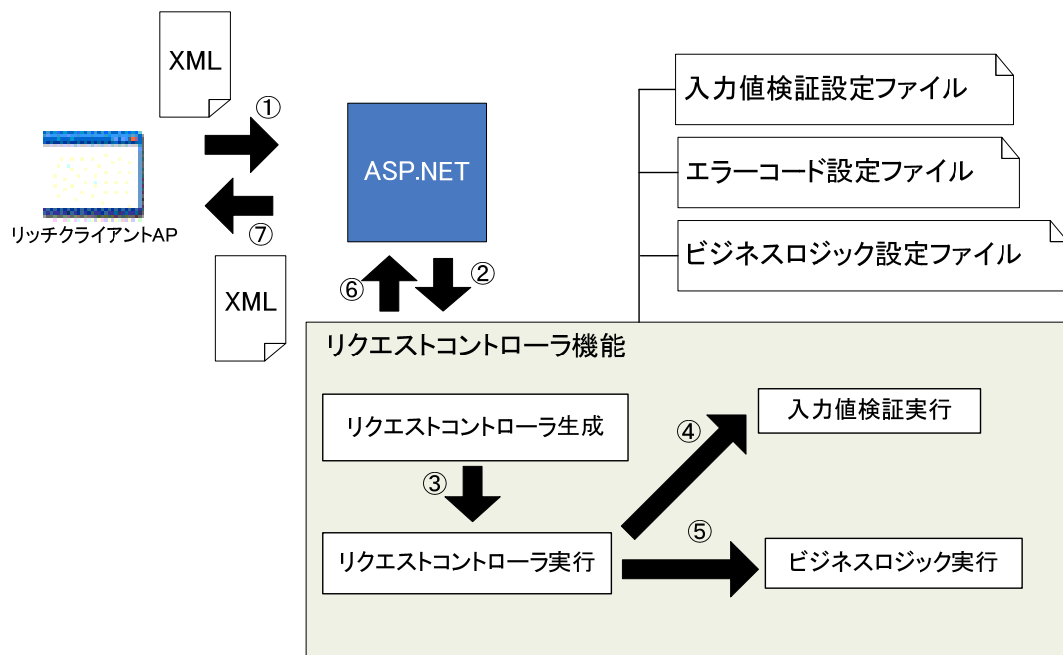 XML
①
リッチクライアントAP
⑦
XML
ASP.NET
⑥
②
入力値検証設定ファイル
エラーコード設定ファイル
ビジネスロジック設定ファイル
リクエストコントローラ機能
リクエストコントローラ生成
③
リクエストコントローラ実行
④
入力値検証実行
⑤
ビジネスロジック実行